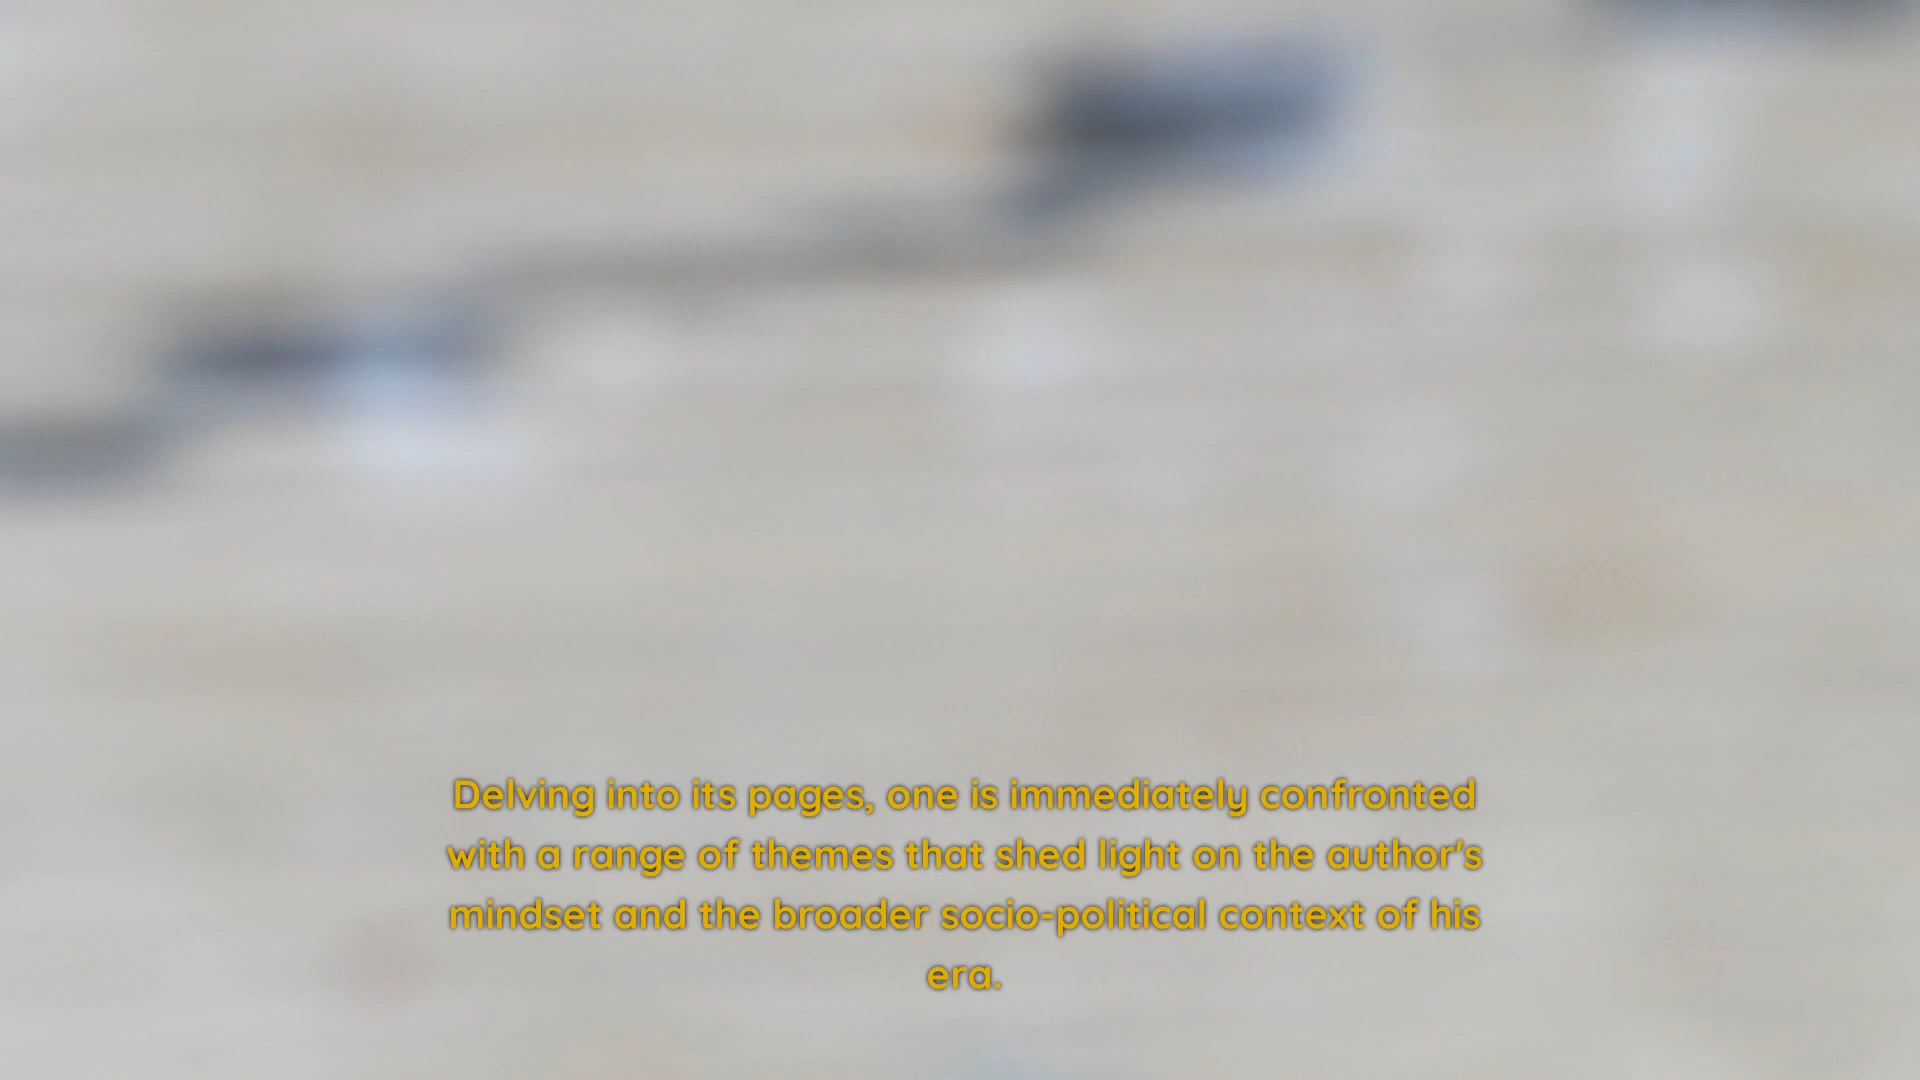 Delving into its pages, one is immediately confronted
with a range of themes that shed light on the author's
mindset and the broader socio-political context of his
era.